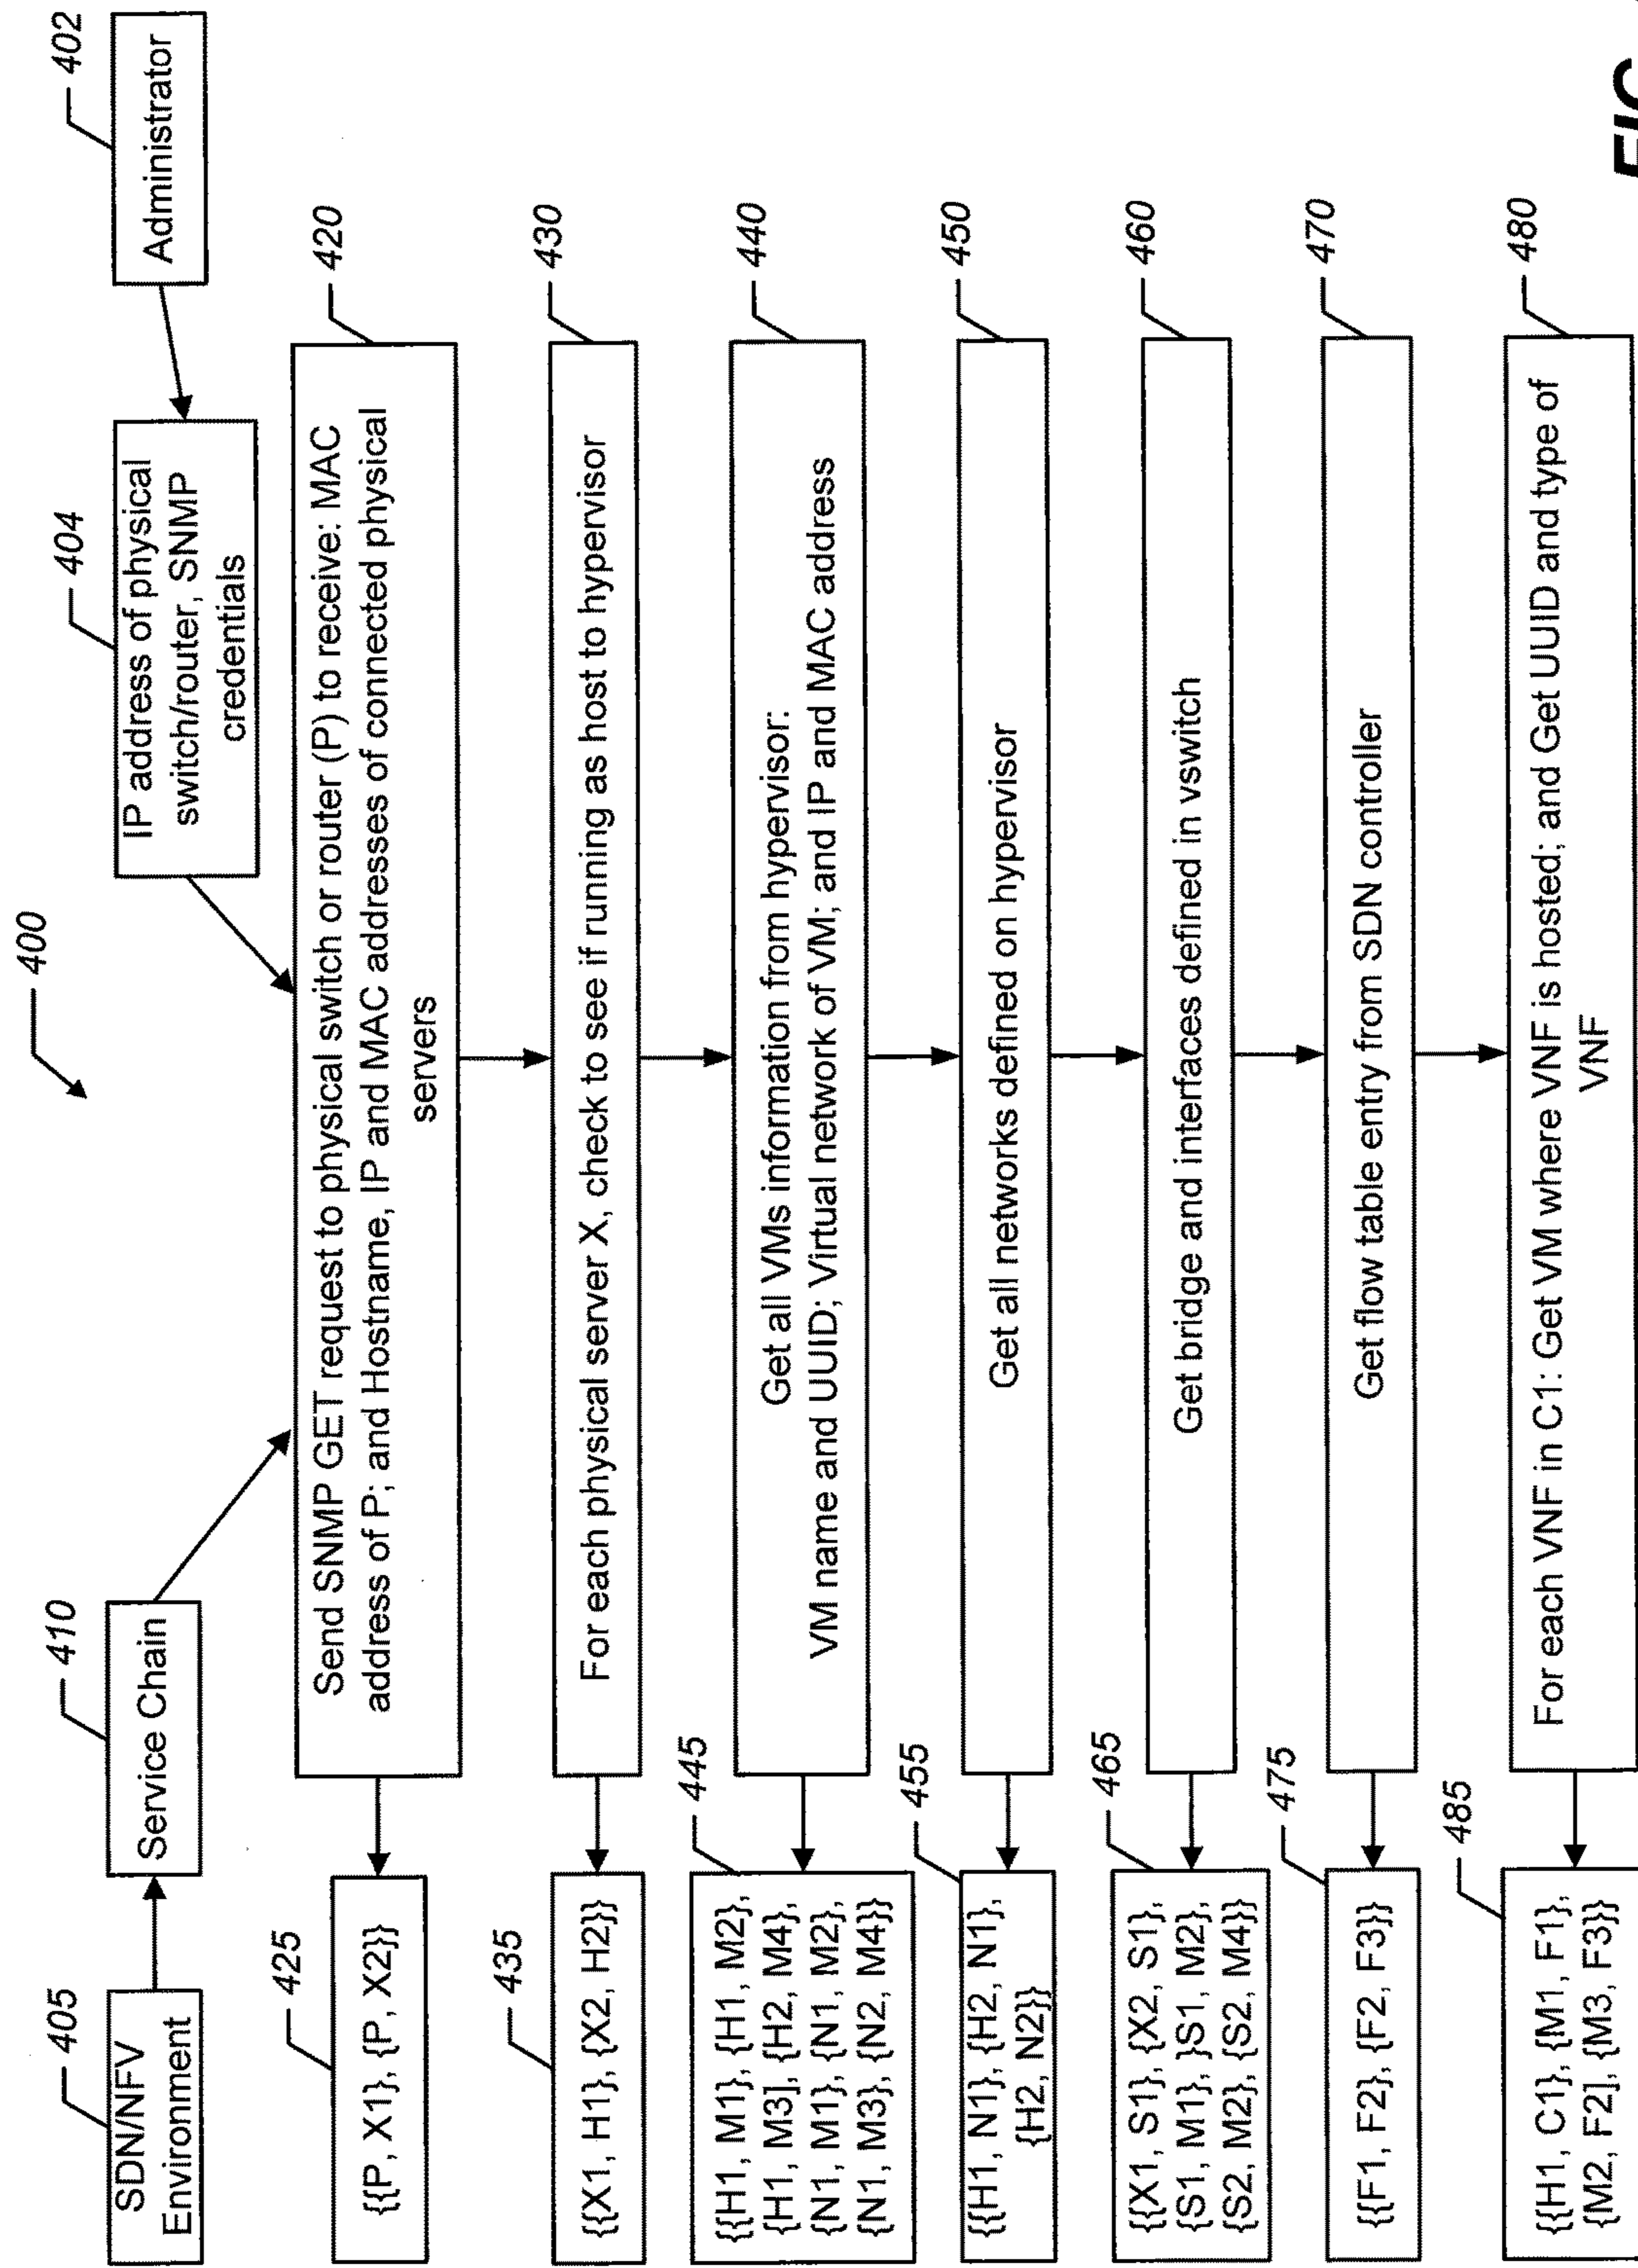 400
405
SDN/NFV
Environment
410
Service Chain
404
IP address of physical
switch/router, SNMP
credentials
402
Administrator
420
Send SNMP GET request to physical switch or router (P) to receive: MAC
address of P; and Hostname, IP and MAC addresses of connected physical
servers
425
{{P, X1}, {P, X2}}
430
For each physical server X, check to see if running as host to hypervisor
435
{{X1, H1}, {X2, H2}}
440
Get all VMs information from hypervisor:
VM name and UUID; Virtual network of VM; and IP and MAC address
445
{{H1, M1}, {H1, M2},
{H1, M3], {H2, M4},
{N1, M1}, {N1, M2},
{N1, M3}, {N2, M4}}
450
Get all networks defined on hypervisor
455
{{H1, N1}, {H2, N1},
{H2, N2}}
460
Get bridge and interfaces defined in vswitch
465
{{X1, S1}, {X2, S1},
{S1, M1}, }S1, M2},
{S2, M2}, {S2, M4}}
470
Get flow table entry from SDN controller
475
{{F1, F2}, {F2, F3}}
480
For each VNF in C1: Get VM where VNF is hosted; and Get UUID and type of
VNF
485
{{H1, C1}, {M1, F1},
{M2, F2], {M3, F3}}
FIG